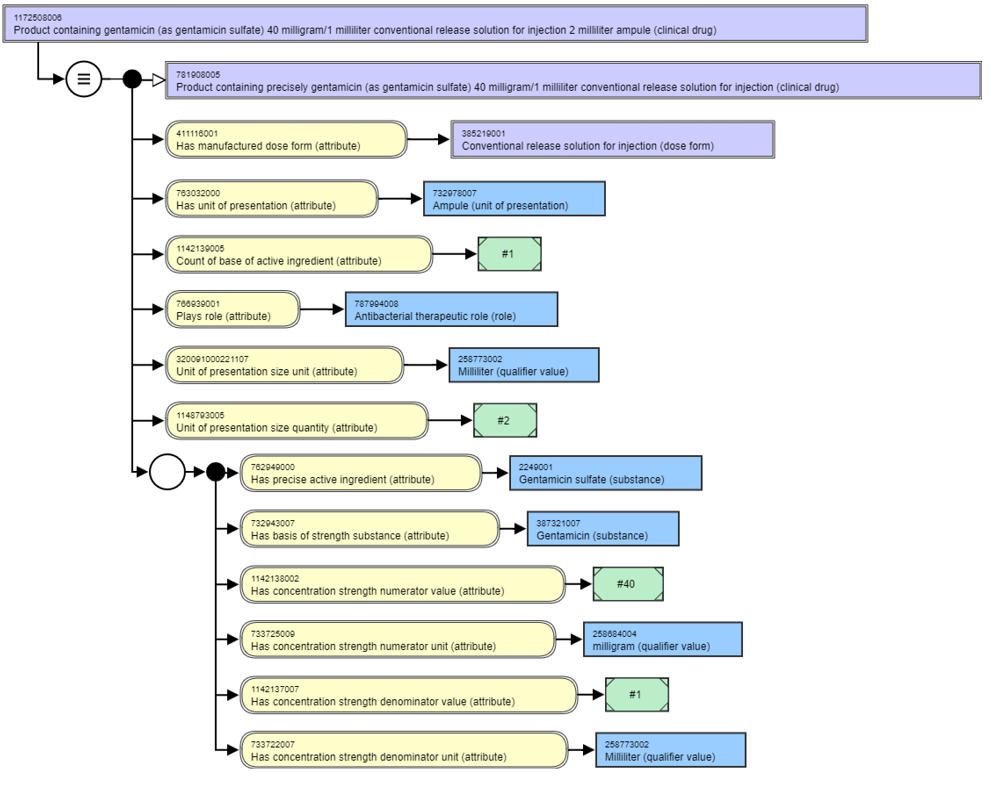 1172508006
Product containing gentamicin (as gentamicin sulfate) 40 milligram/1 milliliter conventional release solution for injection 2 milliliter ampule (clinical drug)
781908005
Product containing precisely gentamicin (as gentamicin sulfate) 40 milligram/1 milliliter conventional release solution for injection (clinical drug)
411116001
Has manufactured dose form (attribute)
385219001
Conventional release solution for injection (dose form)
763032000
Has unit of presentation (attribute)
732978007
Ampule (unit of presentation)
1142139005
Count of base of active ingredient (attribute)
#1
766939001
Plays role (attribute)
787994008
Antibacterial therapeutic role (role)
320091000221107
Unit of presentation size unit (attribute)
258773002
Milliliter (qualifier value)
1148793005
Unit of presentation size quantity (attribute)
#2
762949000
Has precise active ingredient (attribute)
2249001
Gentamicin sulfate (substance)
732943007
Has basis of strength substance (attribute)
387321007
Gentamicin (substance)
1142138002
Has concentration strength numerator value (attribute)
#40
733725009
Has concentration strength numerator unit (attribute)
258684004
milligram (qualifier value)
1142137007
Has concentration strength denominator value (attribute)
#1
733722007
Has concentration strength denominator unit (attribute)
258773002
Milliliter (qualifier value)